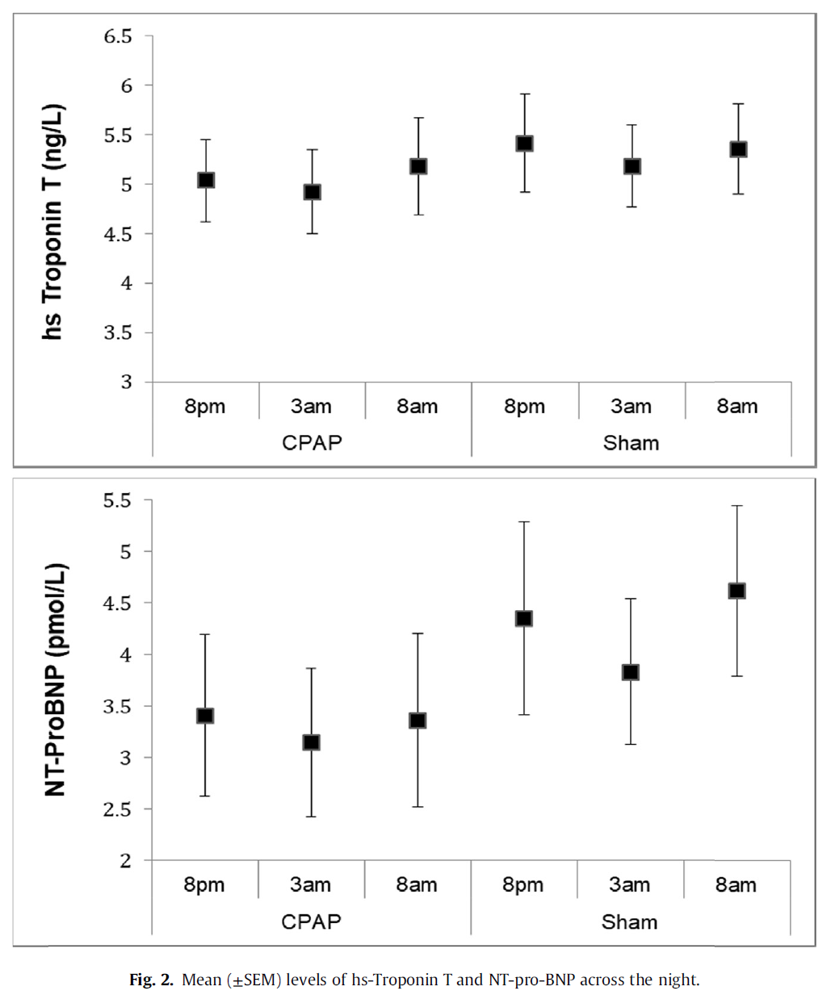 hs Troponin T (ng/L)
6.5
6
5.5
5
4.5
4
3.5
3
8pm 3am 8am 8pm 3am 8am
CPAP Sham
NT-ProBNP (pmol/L)
5.5
5
4.5
4
3.5
3
2.5
2
8pm 3am 8am 8pm 3am 8am
CPAP Sham
Fig. 2. Mean (±SEM) levels of hs-Troponin T and NT-pro-BNP across the night.